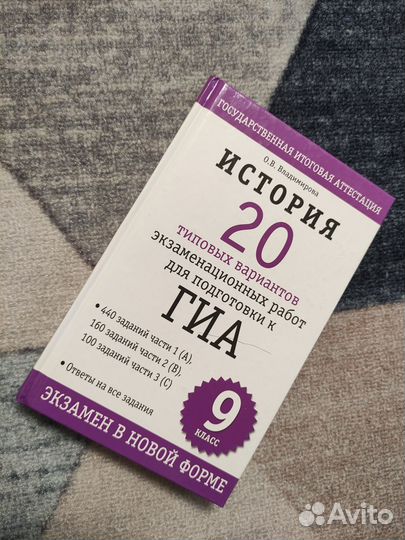 ГОСУДАРСТВЕННАЯ ИТОГОВАЯ АТТЕСТАЦИЯ
О.В. Владимирова
ИСТОРИЯ
20
ТИПОВЫХ ВАРИАНТОВ
экзаменационных работ
для подготовки к
ГИА
• 440 заданий части 1 (А),
160 заданий части 2 (В),
100 заданий части 3 (С)
• Ответы на все задания
9
КЛАСС
ЭКЗАМЕН В НОВОЙ ФОРМЕ
Avito